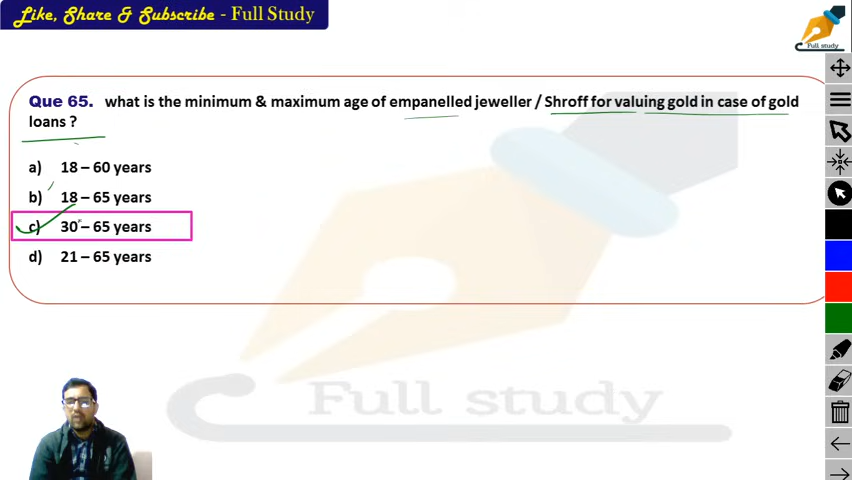 Like, Share & Subscribe - Full Study
Full study
Que 65. what is the minimum & maximum age of empanelled jeweller / Shroff for valuing gold in case of gold
loans ?
a) 18 – 60 years
b) 18 – 65 years
c) 30 – 65 years
d) 21 – 65 years
Full study